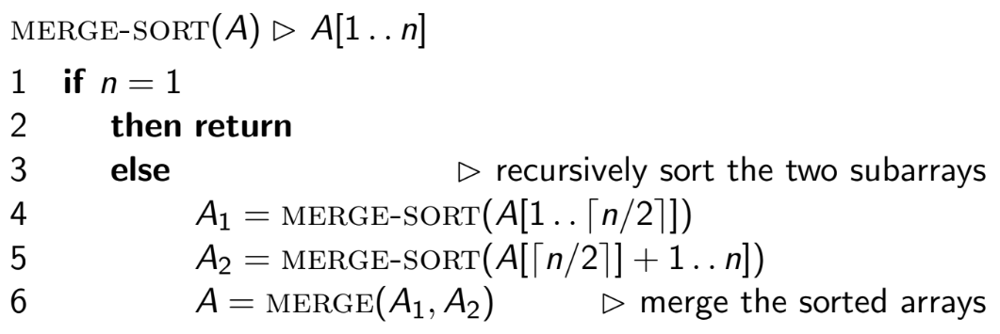 MERGE-SORT(A) ▷ A[1 . . n]
1 if n = 1
2 then return
3 else ▷ recursively sort the two subarrays
4 A₁ = MERGE-SORT(A[1 . . ⌈n/2⌉])
5 A₂ = MERGE-SORT(A[⌈n/2⌉] + 1 . . n])
6 A = MERGE(A₁, A₂) ▷ merge the sorted arrays